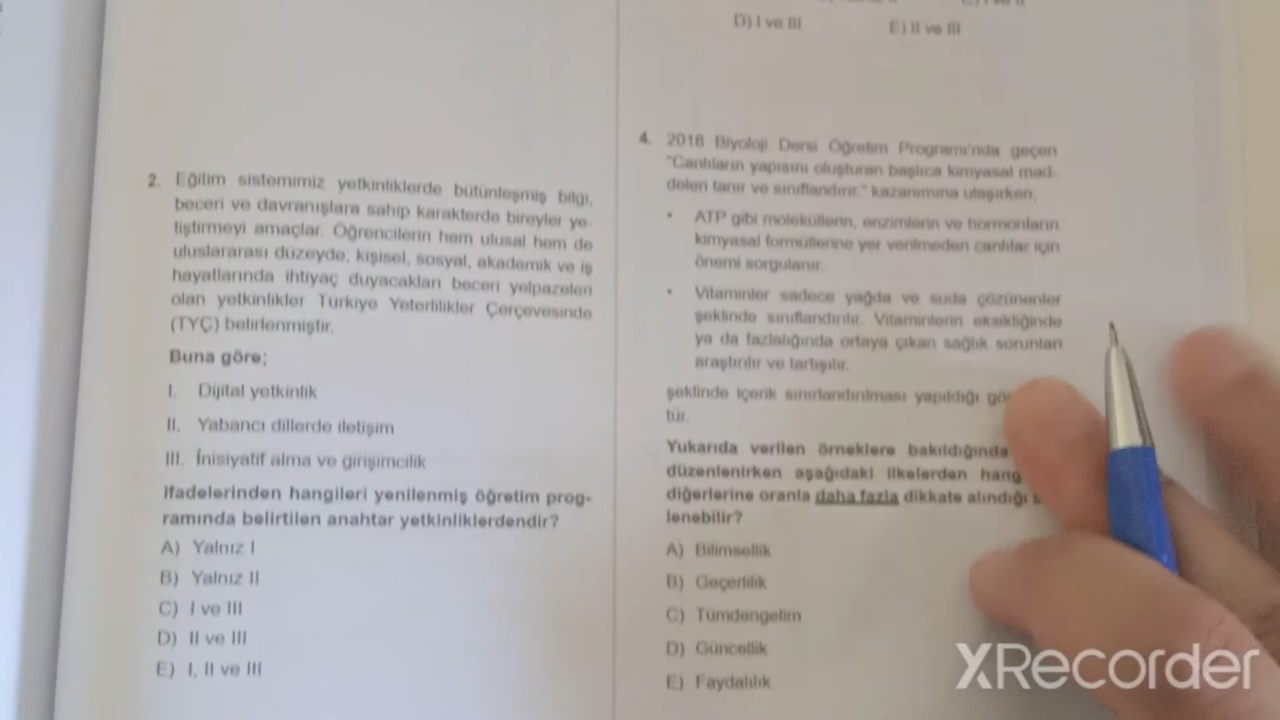 D) I ve III
E) II ve III
2. Eğitim sistemimiz yetkinliklerde bütünleşmiş bilgi,
beceri ve davranışlara sahip karakterde bireyler ye-
tiştirmeyi amaçlar. Öğrencilerin hem ulusal hem de
uluslararası düzeyde; kişisel, sosyal, akademik ve iş
hayatlarında ihtiyaç duyacakları beceri yelpazeleri
olan yetkinlikler Türkiye Yeterlilikler Çerçevesinde
(TYÇ) belirlenmiştir.
Buna göre;
I. Dijital yetkinlik
II. Yabancı dillerde iletişim
III. İnisiyatif alma ve girişimcilik
ifadelerinden hangileri yenilenmiş öğretim prog-
ramında belirtilen anahtar yetkinliklerdendir?
A) Yalnız I
B) Yalnız II
C) I ve III
D) II ve III
E) I, II ve III
4. 2018 Biyoloji Dersi Öğretim Programı'nda geçen
"Canlıların yapısını oluşturan başlıca kimyasal mad-
deleri tanır ve sınıflandırır." kazanımına ulaşırken;
• ATP gibi moleküllerin, enzimlerin ve hormonların
kimyasal formüllerine yer verilmeden canlılar için
önemi sorgulanır.
• Vitaminler sadece yağda ve suda çözünenler
şeklinde sınıflandırılır. Vitaminlerin eksikliğinde
ya da fazlalığında ortaya çıkan sağlık sorunları
araştırılır ve tartışılır.
şeklinde içerik sınırlandırılması yapıldığı
tür.
Yukarıda verilen örneklere bakıldığında
düzenlenirken aşağıdaki ilkelerden
diğerlerine oranla daha fazla dikkate alındığı
lenebilir?
A) Bilimsellik
B) Geçerlilik
C) Tümdengelim
D) Güncellik
E) Faydalılık
XRecorder